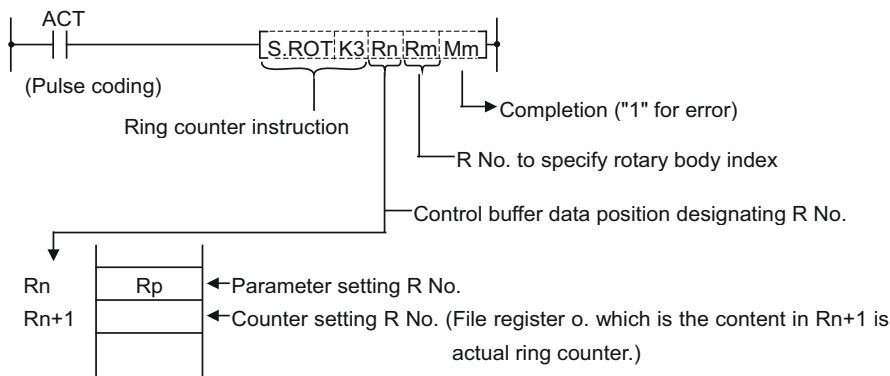 ACT
S.ROT K3 Rn Rm Mm
(Pulse coding)
Completion ("1" for error)
Ring counter instruction
R No. to specify rotary body index
Control buffer data position designating R No.
Rn Rp Parameter setting R No.
Rn+1 Counter setting R No. (File register o. which is the content in Rn+1 is
actual ring counter.)